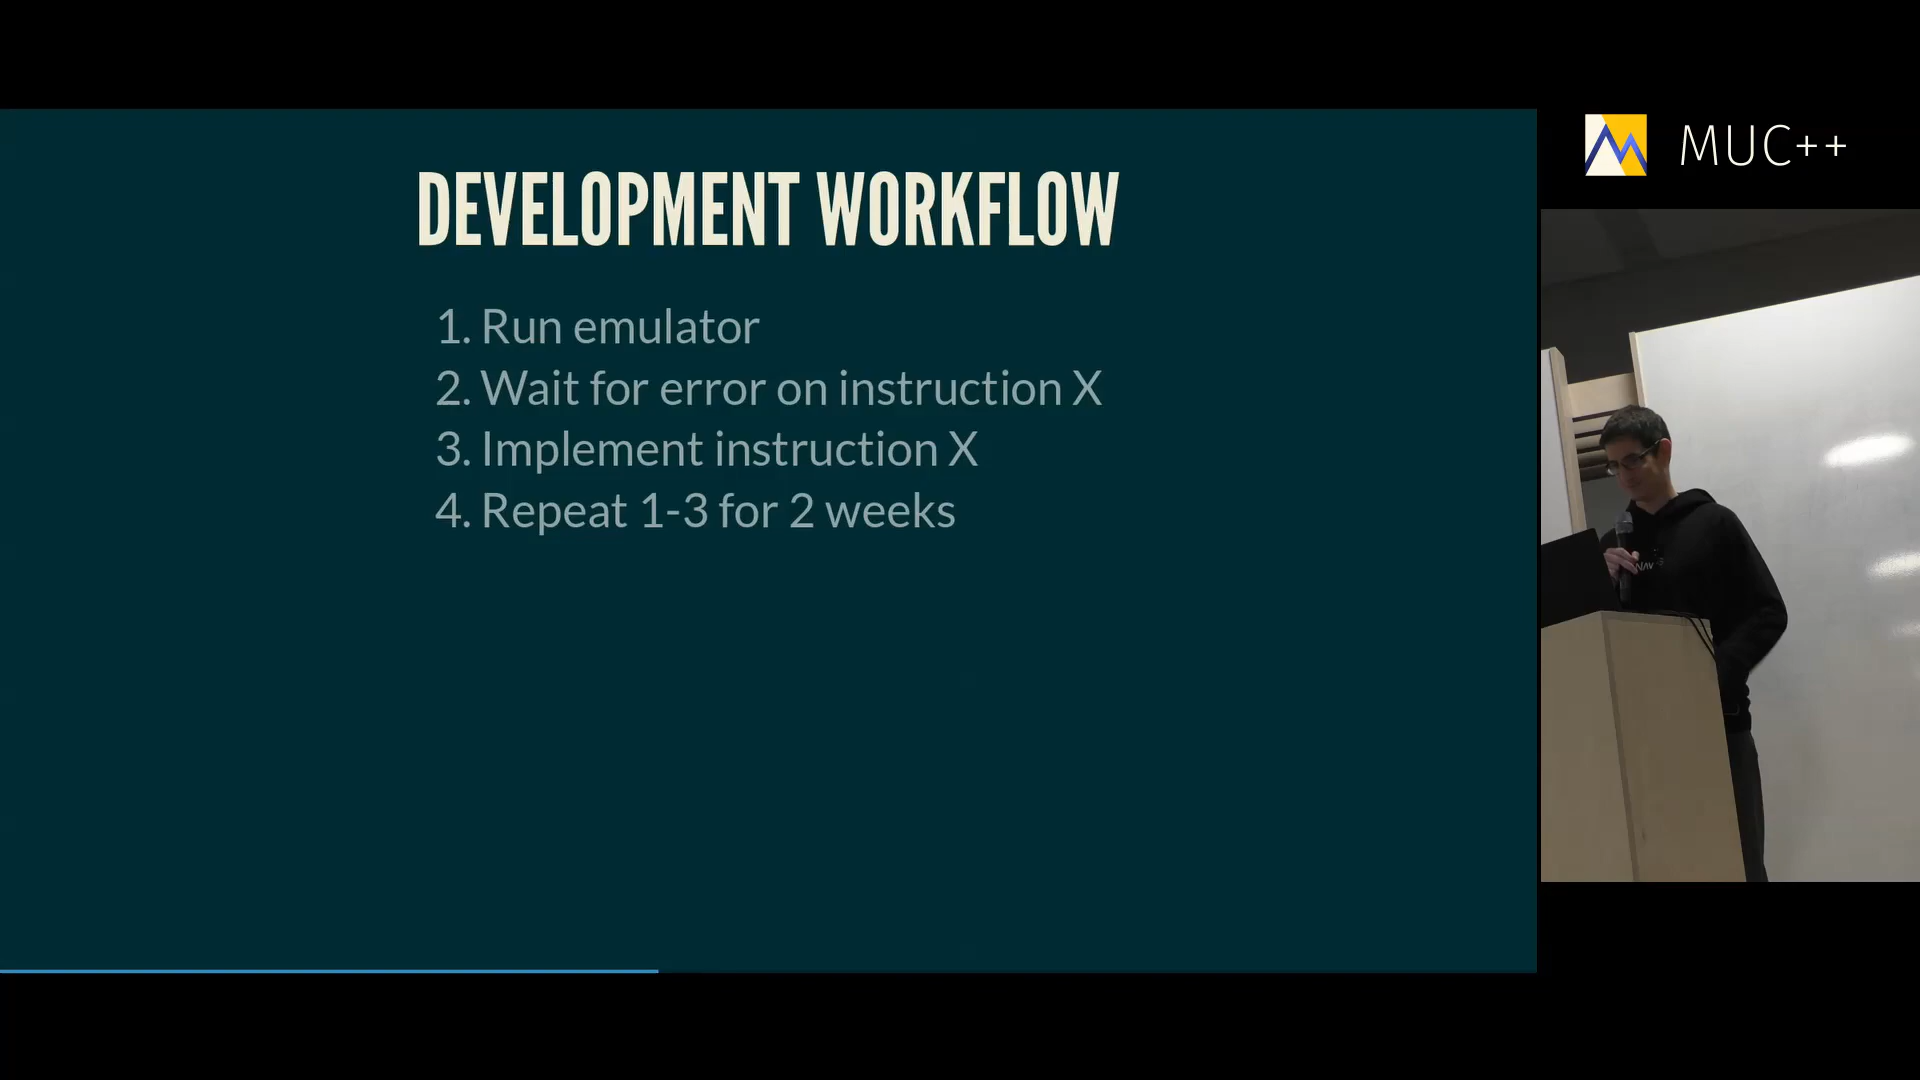 DEVELOPMENT WORKFLOW
1. Run emulator
2. Wait for error on instruction X
3. Implement instruction X
4. Repeat 1-3 for 2 weeks
MUC++